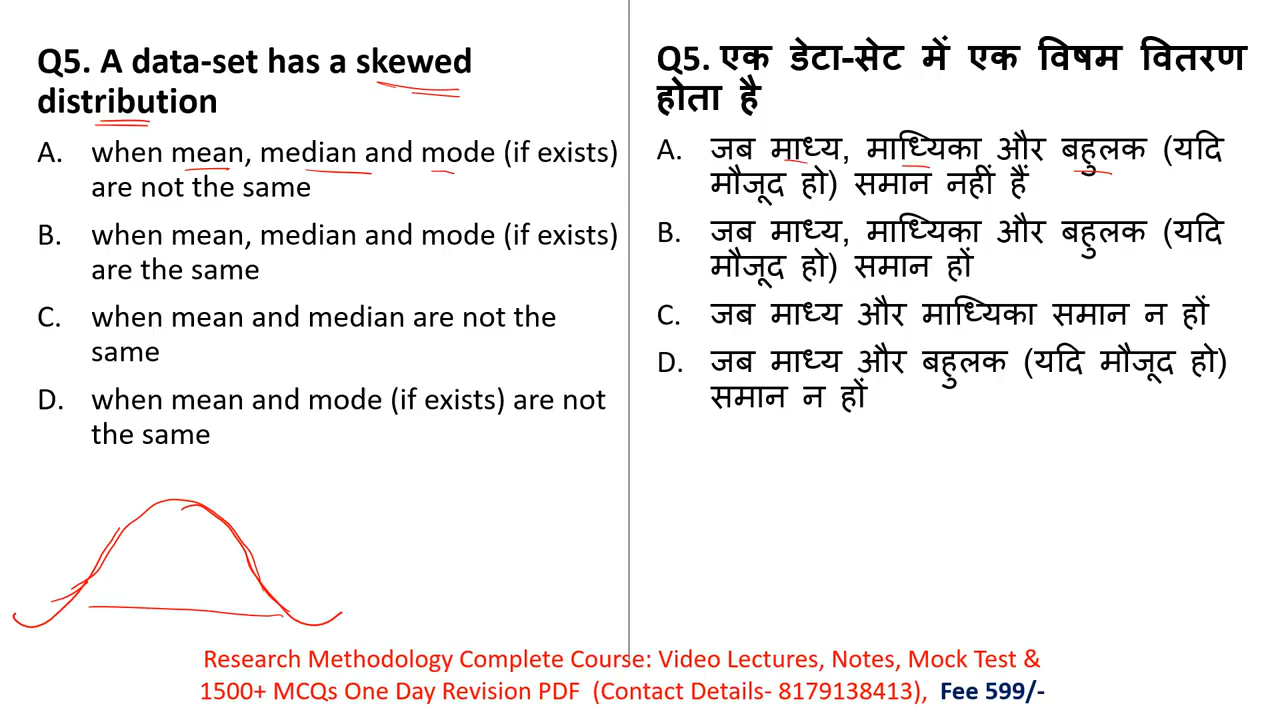 Q5. A data-set has a skewed
distribution
A. when mean, median and mode (if exists)
are not the same
B. when mean, median and mode (if exists)
are the same
C. when mean and median are not the
same
D. when mean and mode (if exists) are not
the same
Q5. एक डेटा-सेट में एक विषम वितरण
होता है
A. जब माध्य, माध्यिका और बहुलक (यदि
मौजूद हो) समान नहीं हैं
B. जब माध्य, माध्यिका और बहुलक (यदि
मौजूद हो) समान हों
C. जब माध्य और माध्यिका समान न हों
D. जब माध्य और बहुलक (यदि मौजूद हो)
समान न हों
Research Methodology Complete Course: Video Lectures, Notes, Mock Test &
1500+ MCQs One Day Revision PDF (Contact Details- 8179138413), Fee 599/-